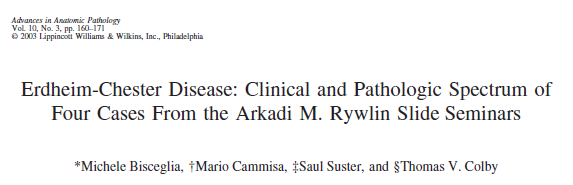 Advances in Anatomic Pathology
Vol. 10, No. 3, pp. 160–171
© 2003 Lippincott Williams & Wilkins, Inc., Philadelphia
Erdheim-Chester Disease: Clinical and Pathologic Spectrum of
Four Cases From the Arkadi M. Rywlin Slide Seminars
*Michele Bisceglia, †Mario Cammisa, ‡Saul Suster, and §Thomas V. Colby